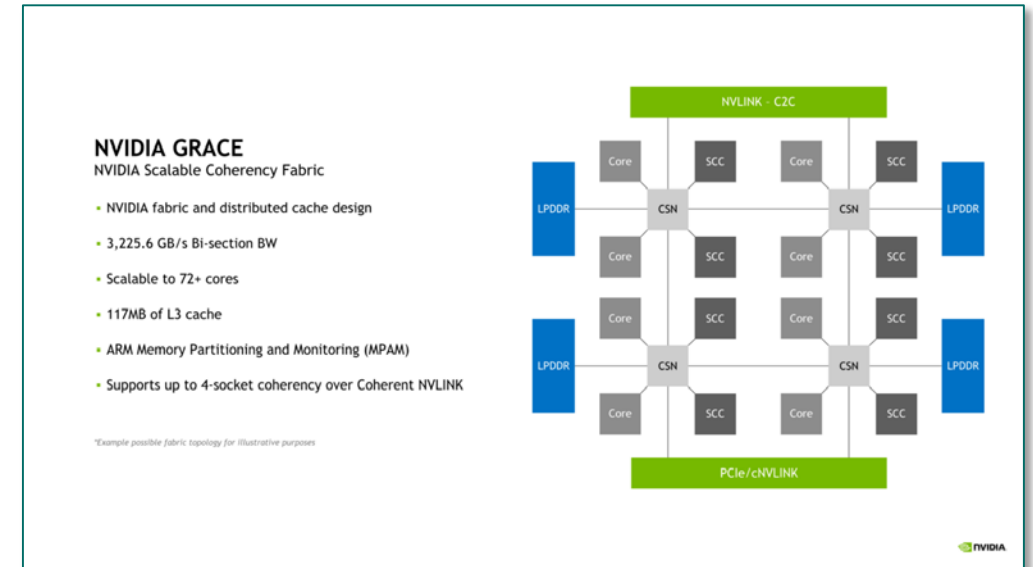 NVIDIA GRACE
NVIDIA Scalable Coherency Fabric
• NVIDIA fabric and distributed cache design
• 3,225.6 GB/s Bi-section BW
• Scalable to 72+ cores
• 117MB of L3 cache
• ARM Memory Partitioning and Monitoring (MPAM)
• Supports up to 4-socket coherency over Coherent NVLINK
*Example possible fabric topology for illustrative purposes
NVLINK - C2C
Core SCC Core SCC
LPDDR CSN CSN LPDDR
Core SCC Core SCC
Core SCC Core SCC
LPDDR CSN CSN LPDDR
Core SCC Core SCC
PCIe/cNVLINK
NVIDIA